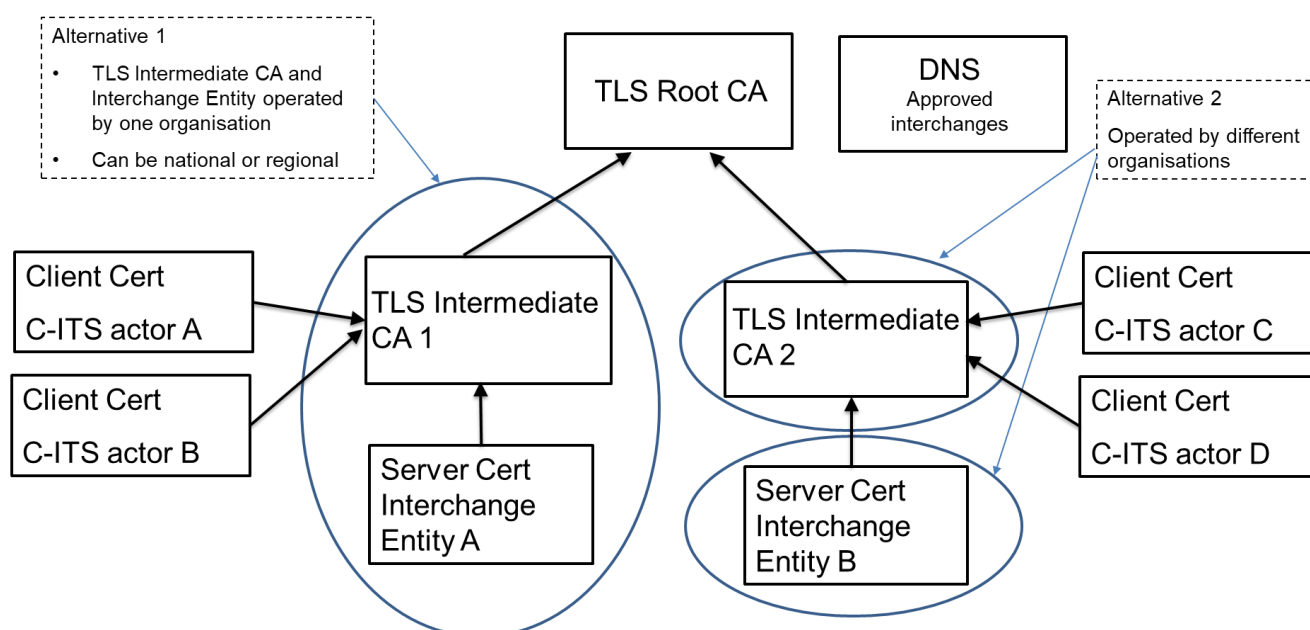 Alternative 1
• TLS Intermediate CA and
Interchange Entity operated
by one organisation
• Can be national or regional
TLS Root CA
DNS
Approved
interchanges
Alternative 2
Operated by different
organisations
Client Cert
C-ITS actor A
Client Cert
C-ITS actor B
TLS Intermediate
CA 1
Server Cert
Interchange
Entity A
TLS Intermediate
CA 2
Server Cert
Interchange
Entity B
Client Cert
C-ITS actor C
Client Cert
C-ITS actor D